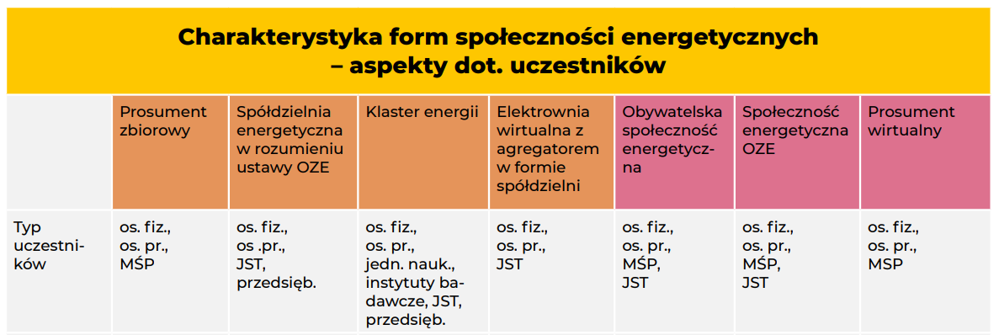 Charakterystyka form społeczności energetycznych
– aspekty dot. uczestników
Prosument
zbiorowy
Spółdzielnia
energetyczna
w rozumieniu
ustawy OZE
Klaster energii
Elektrownia
wirtualna z
agregatorem
w formie
spółdzielni
Obywatelska
społeczność
energetycz-
na
Społeczność
energetyczna
OZE
Prosument
wirtualny
Typ
uczestni-
ków
os. fiz.,
os. pr.,
MŚP
os. fiz.,
os .pr.,
JST,
przedsięb.
os. fiz.,
os. pr.,
jedn. nauk.,
instytuty ba-
dawcze, JST,
przedsięb.
os. fiz.,
os. pr.,
JST
os. fiz.,
os. pr.,
MŚP,
JST
os. fiz.,
os. pr.,
MŚP,
JST
os. fiz.,
os. pr.,
MSP